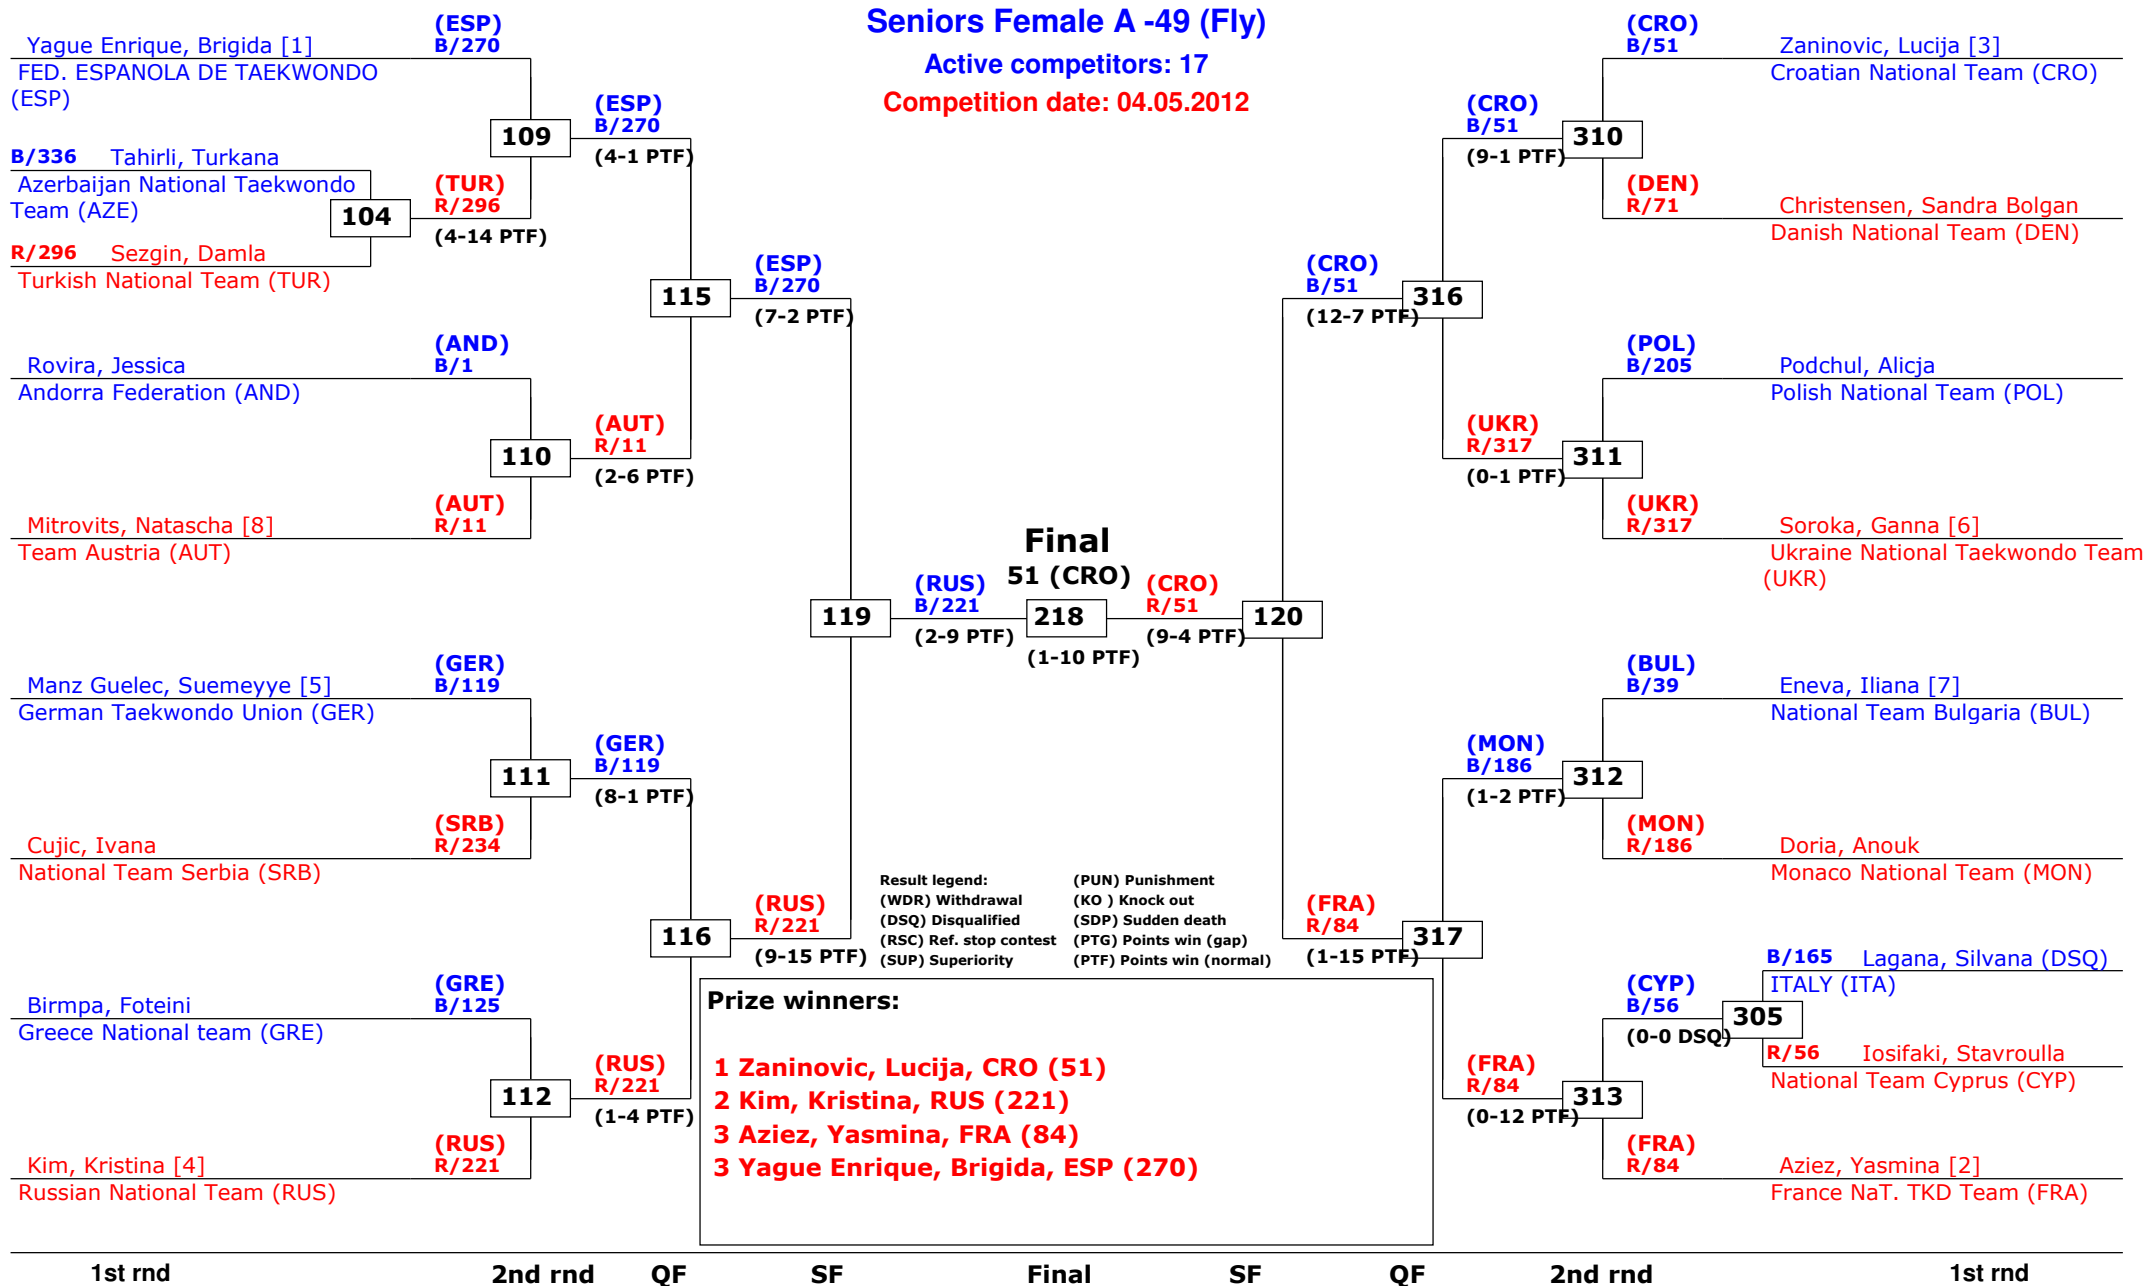 Seniors Female A -49 (Fly)
Active competitors: 17
Competition date: 04.05.2012
(ESP)
B/270
Yague Enrique, Brigida [1]
FED. ESPANOLA DE TAEKWONDO
(ESP)
B/336 Tahirli, Turkana
Azerbaijan National Taekwondo
Team (AZE)
104
R/296 Sezgin, Damla
Turkish National Team (TUR)
(TUR)
R/296
(4-14 PTF)
109
(ESP)
B/270
(4-1 PTF)
115
(ESP)
B/270
(7-2 PTF)
(AND)
B/1
Rovira, Jessica
Andorra Federation (AND)
110
(AUT)
R/11
(2-6 PTF)
(AUT)
R/11
Mitrovits, Natascha [8]
Team Austria (AUT)
119
(RUS)
B/221
(2-9 PTF)
(GER)
B/119
Manz Guelec, Suemeyye [5]
German Taekwondo Union (GER)
111
(GER)
B/119
(8-1 PTF)
(SRB)
R/234
Cujic, Ivana
National Team Serbia (SRB)
116
(RUS)
R/221
(9-15 PTF)
(GRE)
B/125
Birmpa, Foteini
Greece National team (GRE)
112
(RUS)
R/221
(1-4 PTF)
(RUS)
R/221
Kim, Kristina [4]
Russian National Team (RUS)
Final
51 (CRO)
218
(1-10 PTF)
(CRO)
R/51
(9-4 PTF)
120
(CRO)
B/51
Zaninovic, Lucija [3]
Croatian National Team (CRO)
310
(CRO)
B/51
(9-1 PTF)
(DEN)
R/71
Christensen, Sandra Bolgan
Danish National Team (DEN)
316
(CRO)
B/51
(12-7 PTF)
(POL)
B/205
Podchul, Alicja
Polish National Team (POL)
311
(UKR)
R/317
(0-1 PTF)
(UKR)
R/317
Soroka, Ganna [6]
Ukraine National Taekwondo Team
(UKR)
(BUL)
B/39
Eneva, Iliana [7]
National Team Bulgaria (BUL)
312
(MON)
B/186
(1-2 PTF)
(MON)
R/186
Doria, Anouk
Monaco National Team (MON)
317
(FRA)
R/84
(1-15 PTF)
B/165 Lagana, Silvana (DSQ)
ITALY (ITA)
305
(CYP)
B/56
(0-0 DSQ)
R/56 Iosifaki, Stavroulla
National Team Cyprus (CYP)
313
(FRA)
R/84
(0-12 PTF)
(FRA)
R/84
Aziez, Yasmina [2]
France NaT. TKD Team (FRA)
Result legend: (PUN) Punishment
(WDR) Withdrawal (KO ) Knock out
(DSQ) Disqualified (SDP) Sudden death
(RSC) Ref. stop contest (PTG) Points win (gap)
(SUP) Superiority (PTF) Points win (normal)
Prize winners:
1 Zaninovic, Lucija, CRO (51)
2 Kim, Kristina, RUS (221)
3 Aziez, Yasmina, FRA (84)
3 Yague Enrique, Brigida, ESP (270)
1st rnd 2nd rnd QF SF Final SF QF 2nd rnd 1st rnd